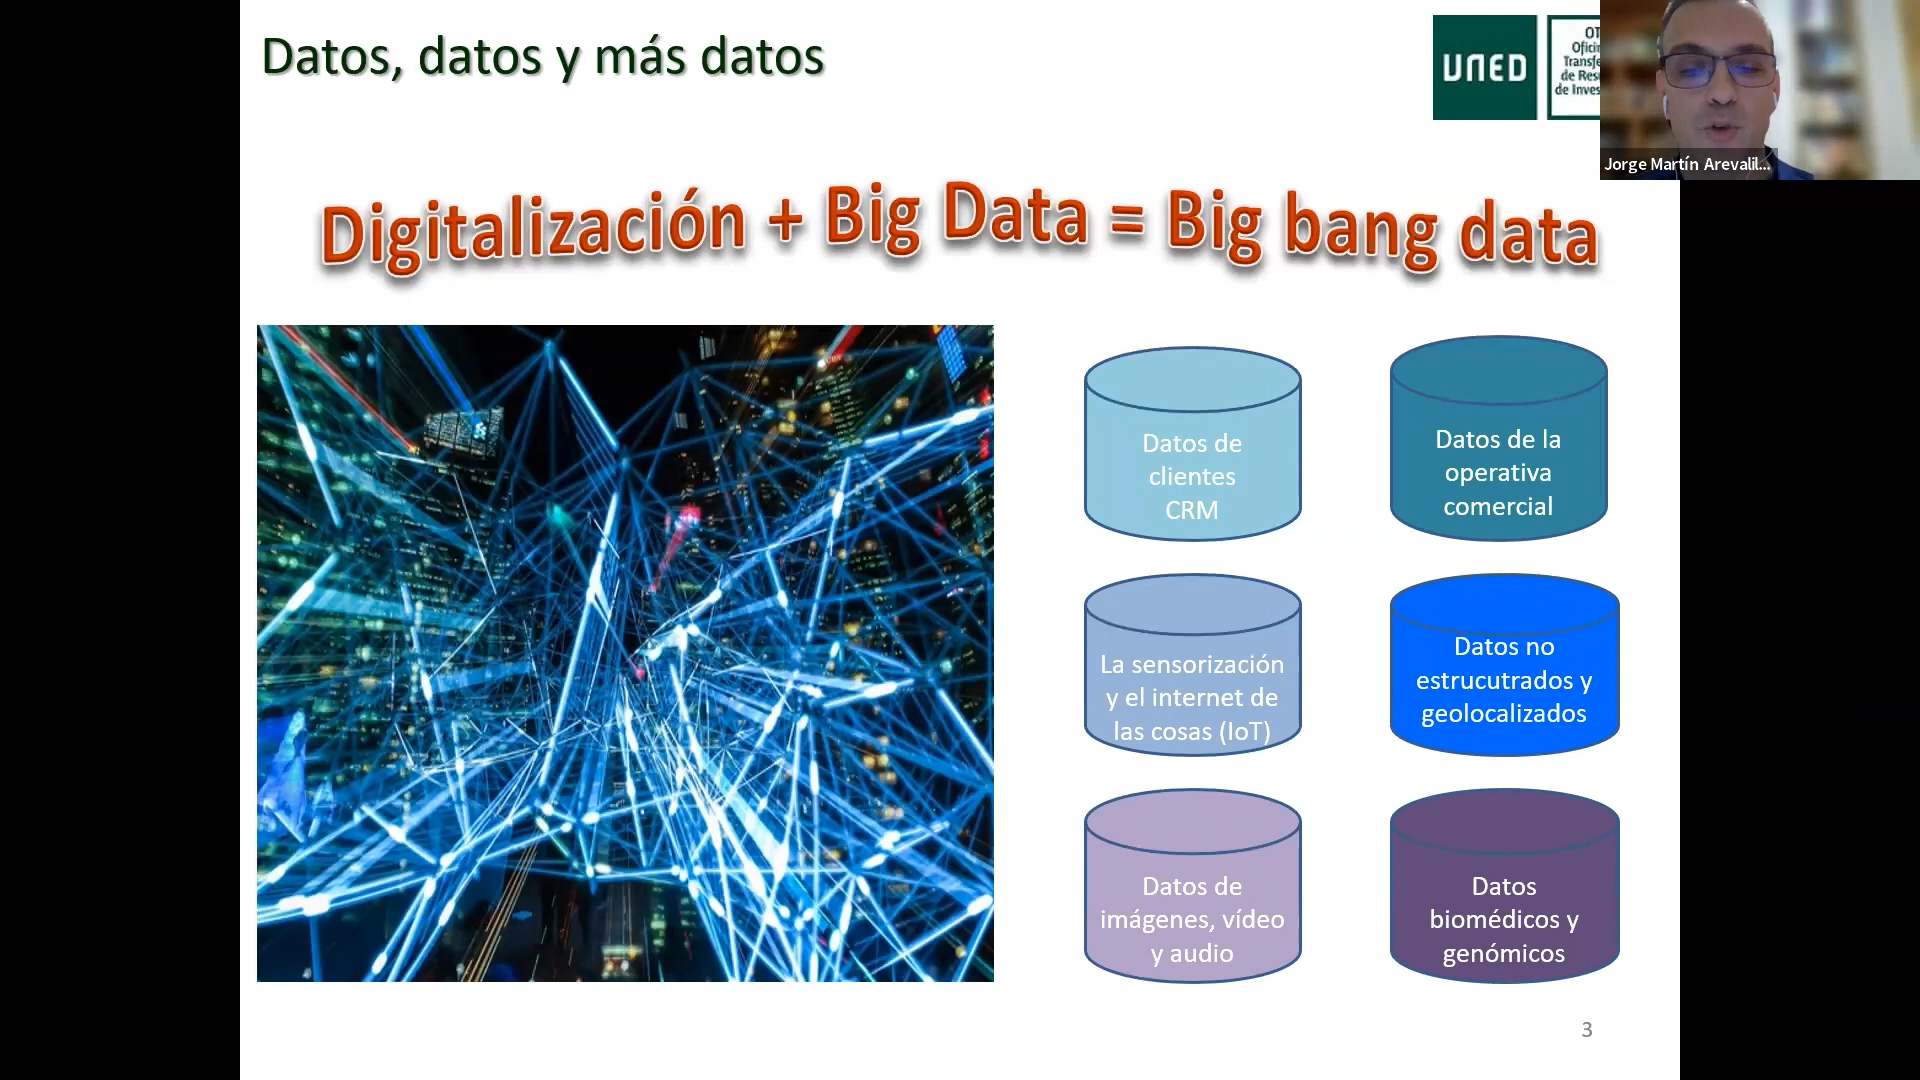 Datos, datos y más datos
UNED
Jorge Martín Arevalil...
Digitalización + Big Data = Big bang data
Datos de
clientes
CRM
Datos de la
operativa
comercial
La sensorización
y el internet de
las cosas (IoT)
Datos no
estrucutrados y
geolocalizados
Datos de
imágenes, vídeo
y audio
Datos
biomédicos y
genómicos
3